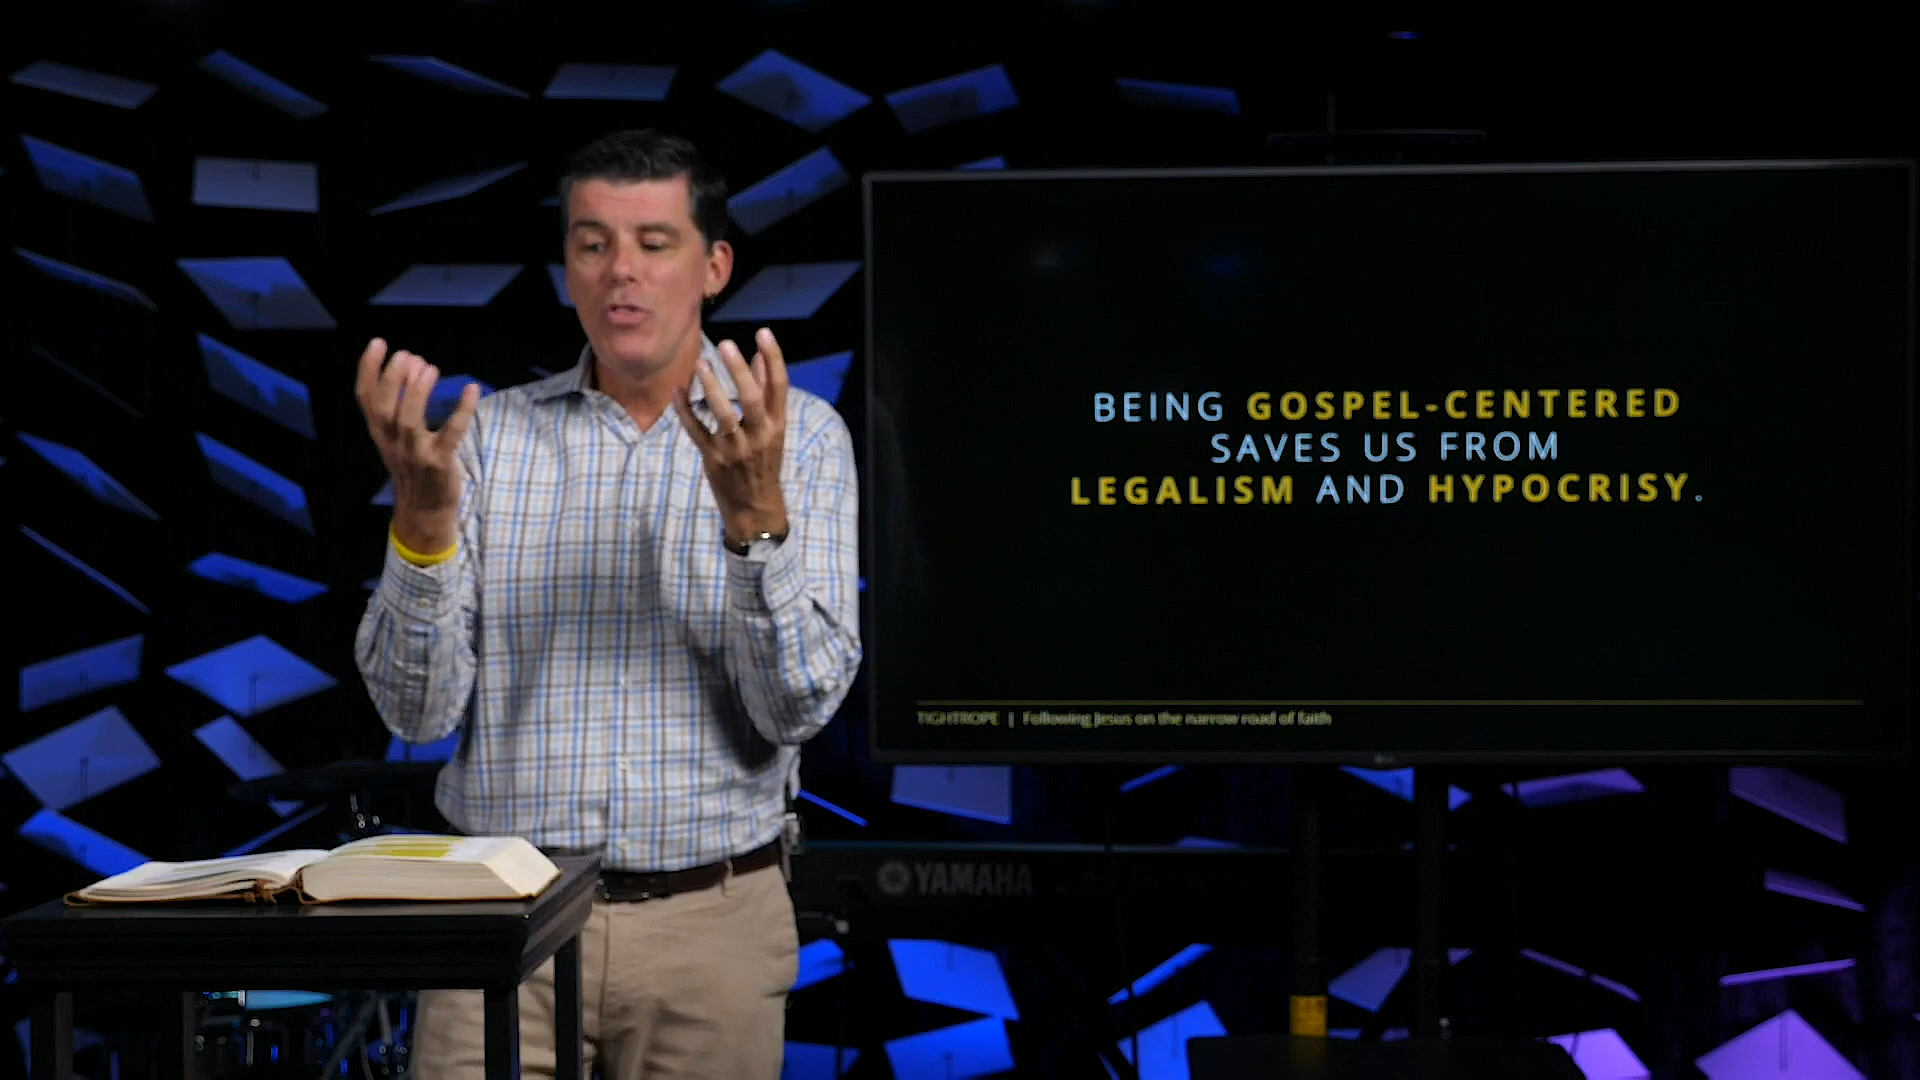 BEING GOSPEL-CENTERED
SAVES US FROM
LEGALISM AND HYPOCRISY.
TIGHTROPE | Following Jesus on the narrow road of faith
YAMAHA